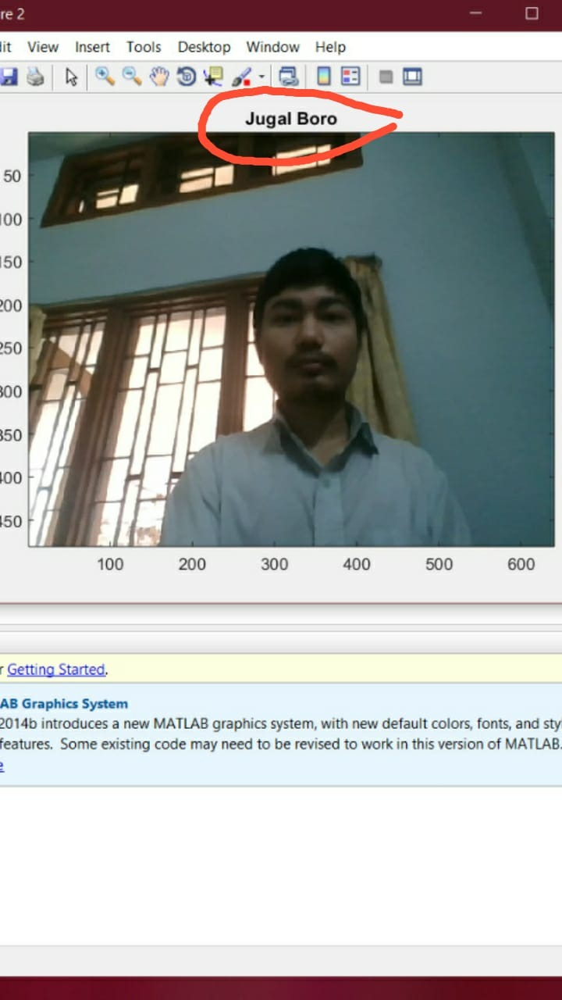 re 2
dit View Insert Tools Desktop Window Help
Jugal Boro
50
100
150
200
250
300
350
400
450
100 200 300 400 500 600
r Getting Started.
AB Graphics System
2014b introduces a new MATLAB graphics system, with new default colors, fonts, and sty
features. Some existing code may need to be revised to work in this version of MATLAB.
e